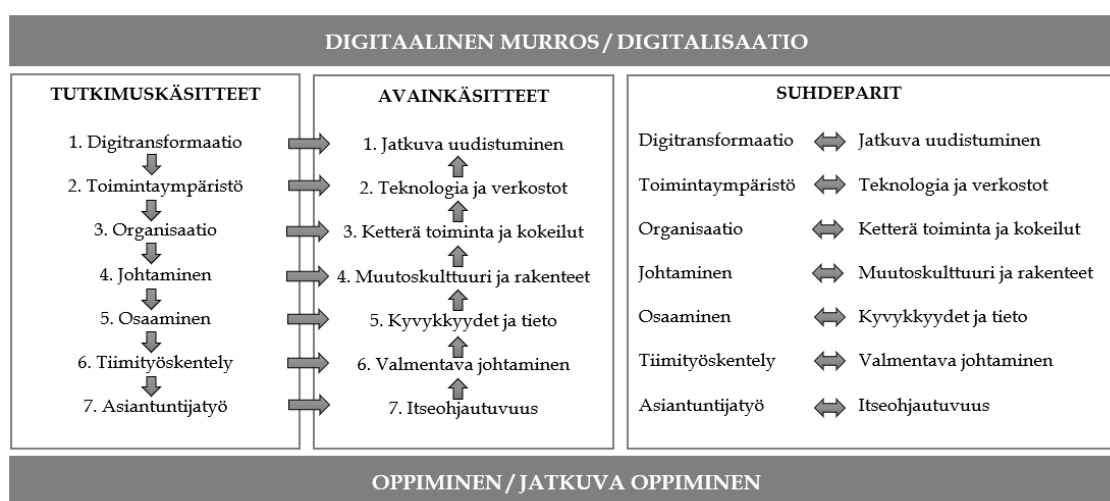 DIGITAALINEN MURROS / DIGITALISAATIO
TUTKIMUSKÄSITTEET
1. Digitransformaatio
2. Toimintaympäristö
3. Organisaatio
4. Johtaminen
5. Osaaminen
6. Tiimityöskentely
7. Asiantuntijatyö
AVAINKÄSITTEET
1. Jatkuva uudistuminen
2. Teknologia ja verkostot
3. Ketterä toiminta ja kokeilut
4. Muutoskulttuuri ja rakenteet
5. Kyvykkyydet ja tieto
6. Valmentava johtaminen
7. Itseohjautuvuus
SUHDEPARIT
Digitransformaatio Jatkuva uudistuminen
Toimintaympäristö Teknologia ja verkostot
Organisaatio Ketterä toiminta ja kokeilut
Johtaminen Muutoskulttuuri ja rakenteet
Osaaminen Kyvykkyydet ja tieto
Tiimityöskentely Valmentava johtaminen
Asiantuntijatyö Itseohjautuvuus
OPPIMINEN / JATKUVA OPPIMINEN